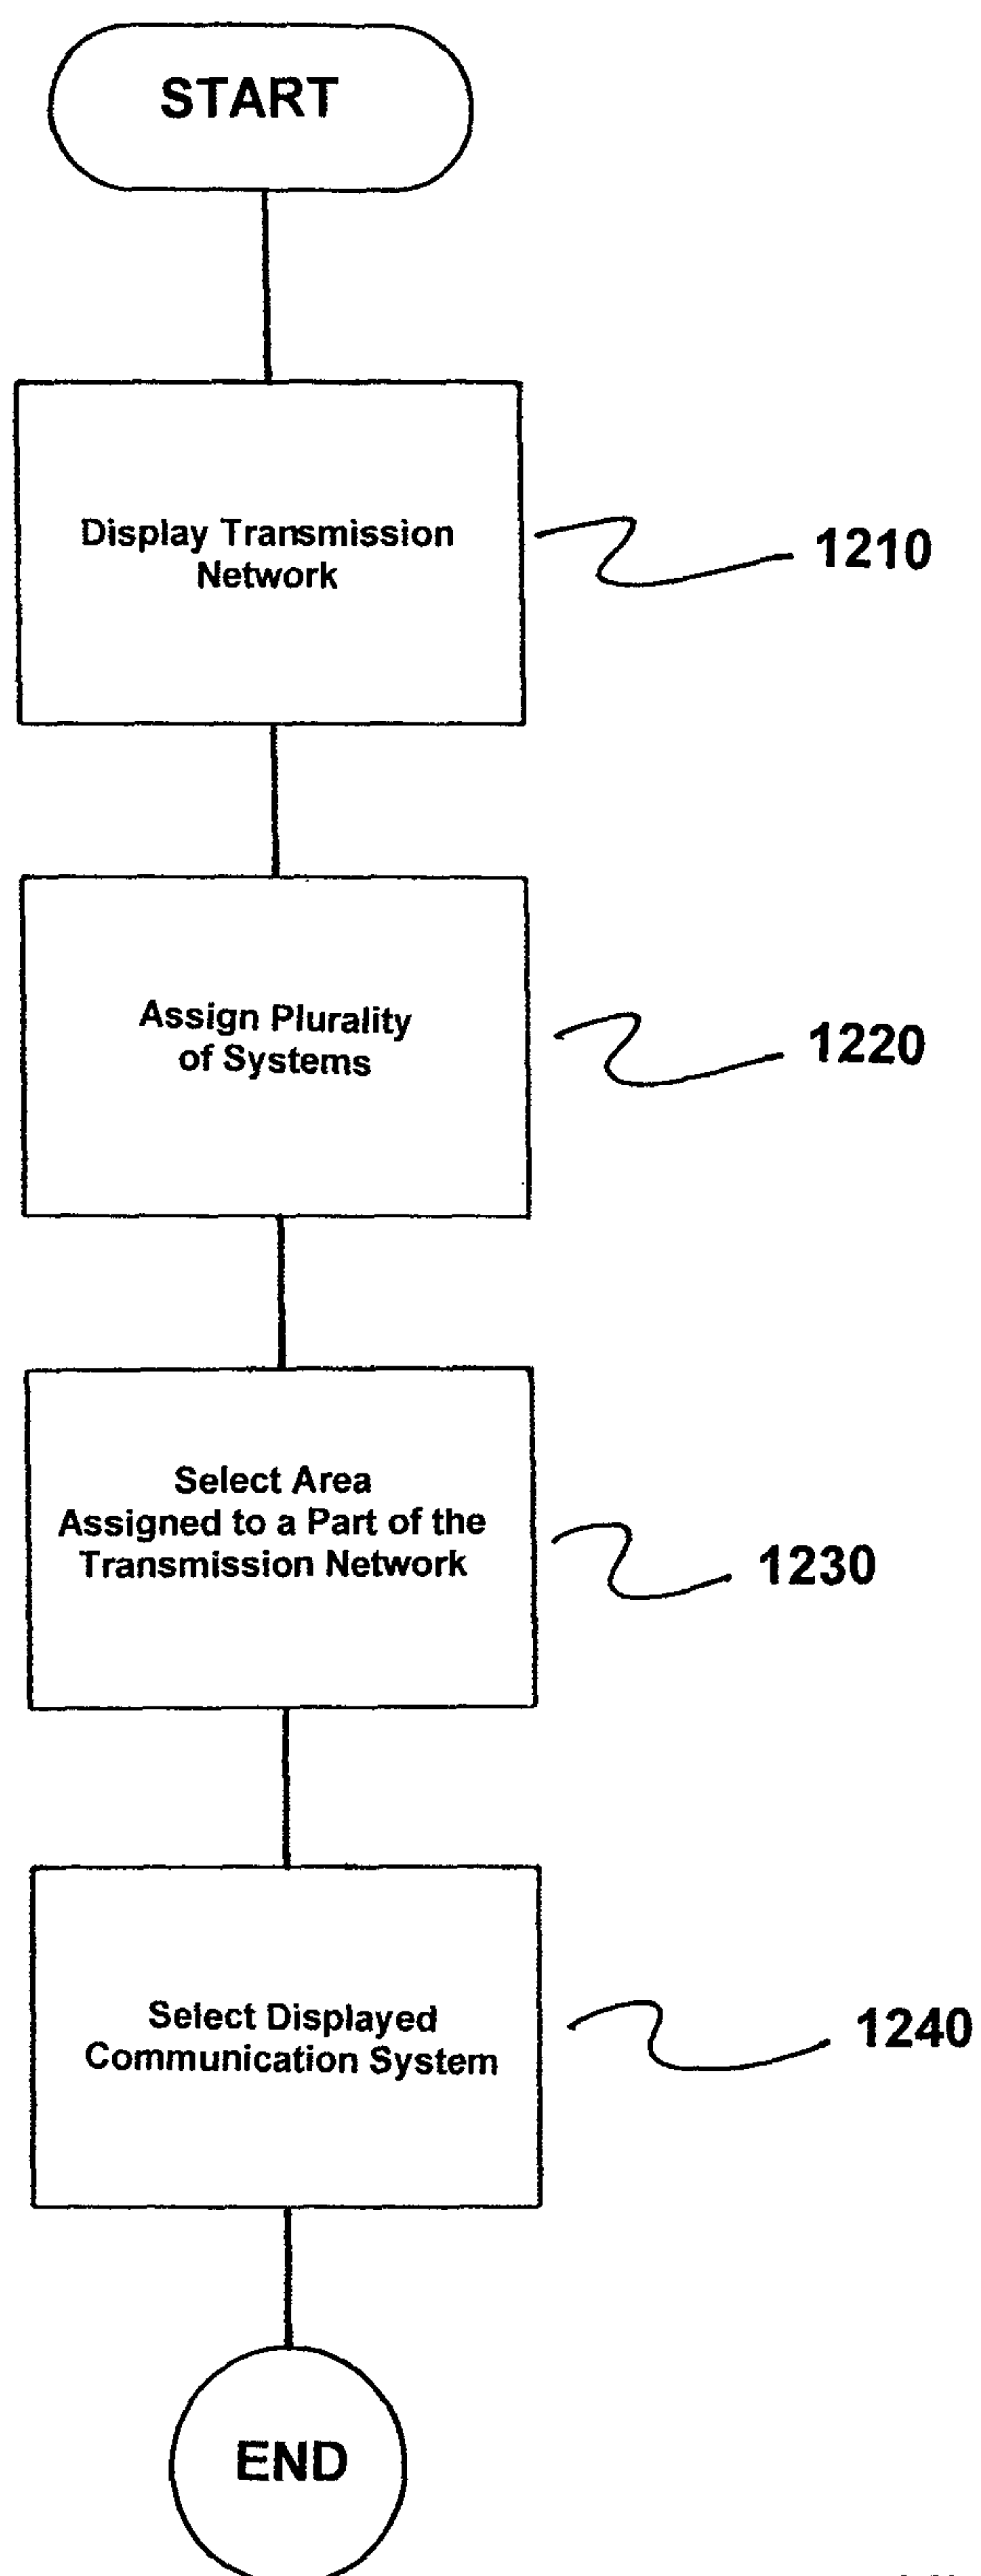 START
Display Transmission
Network
1210
Assign Plurality
of Systems
1220
Select Area
Assigned to a Part of the
Transmission Network
1230
Select Displayed
Communication System
1240
END